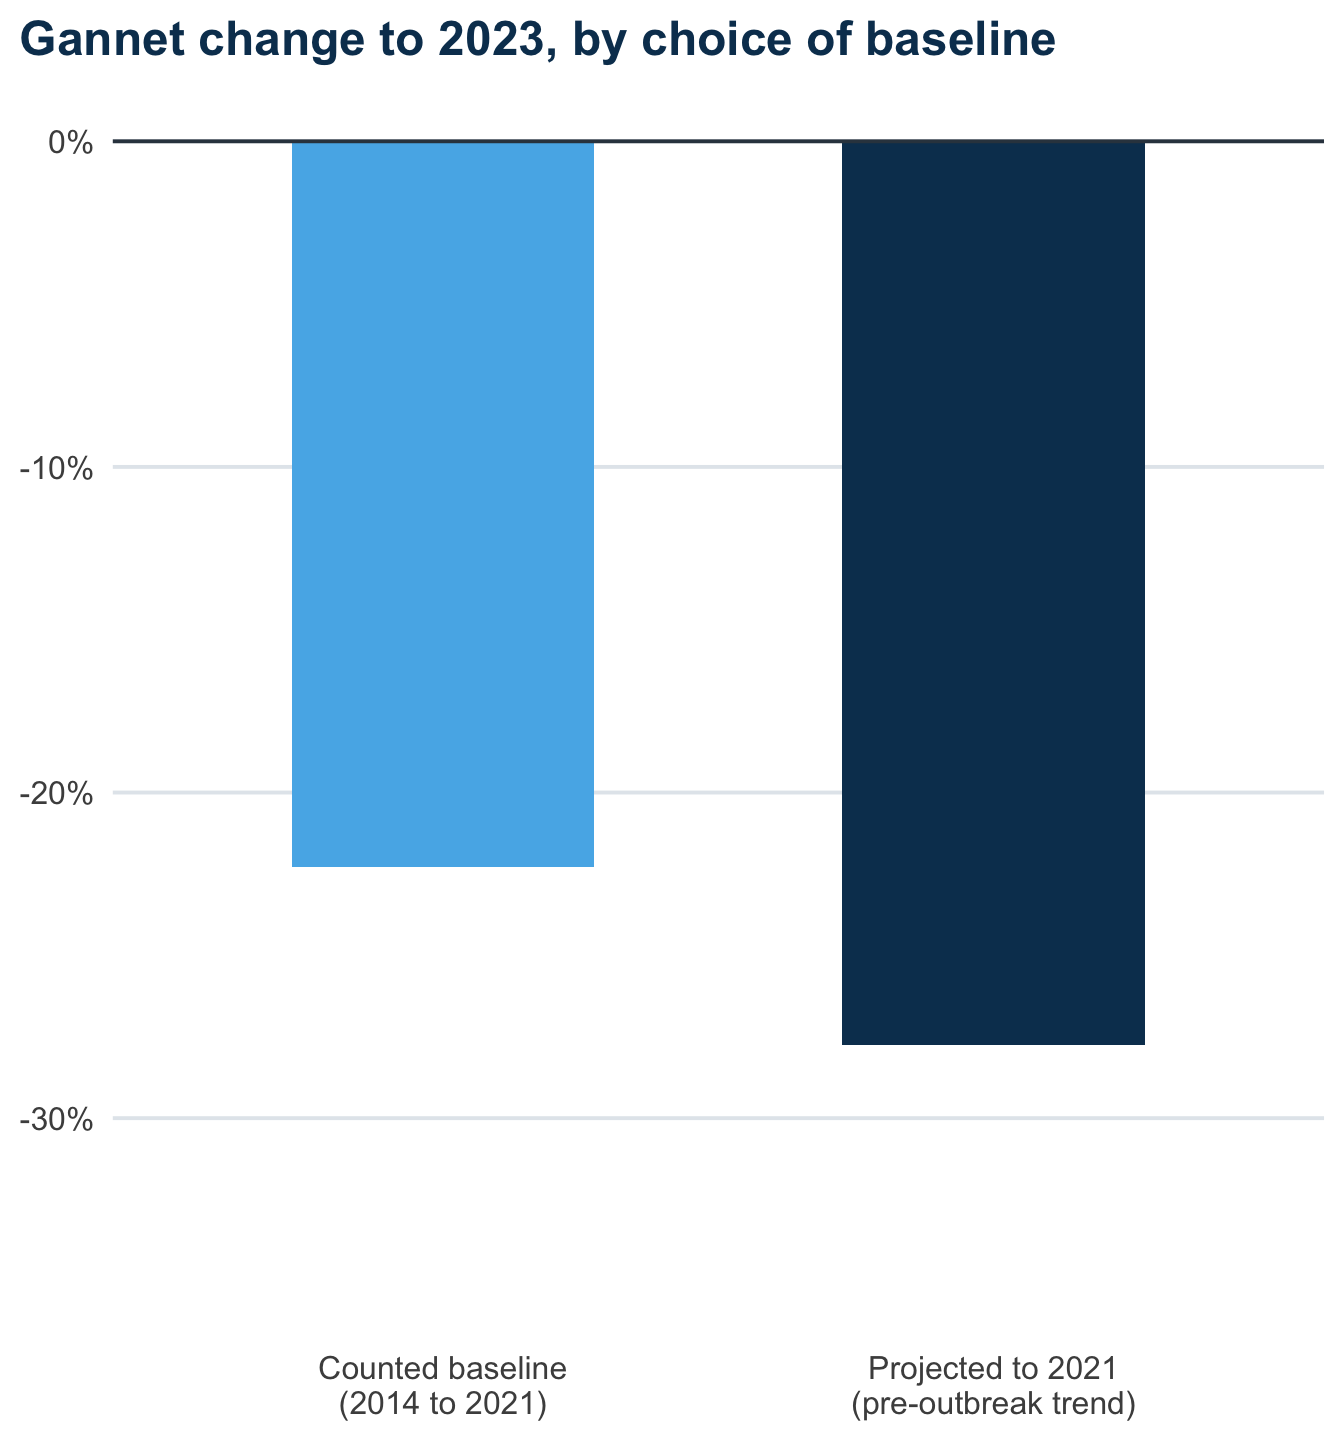 Gannet change to 2023, by choice of baseline
0%
-10%
-20%
-30%
Counted baseline
(2014 to 2021)
Projected to 2021
(pre-outbreak trend)